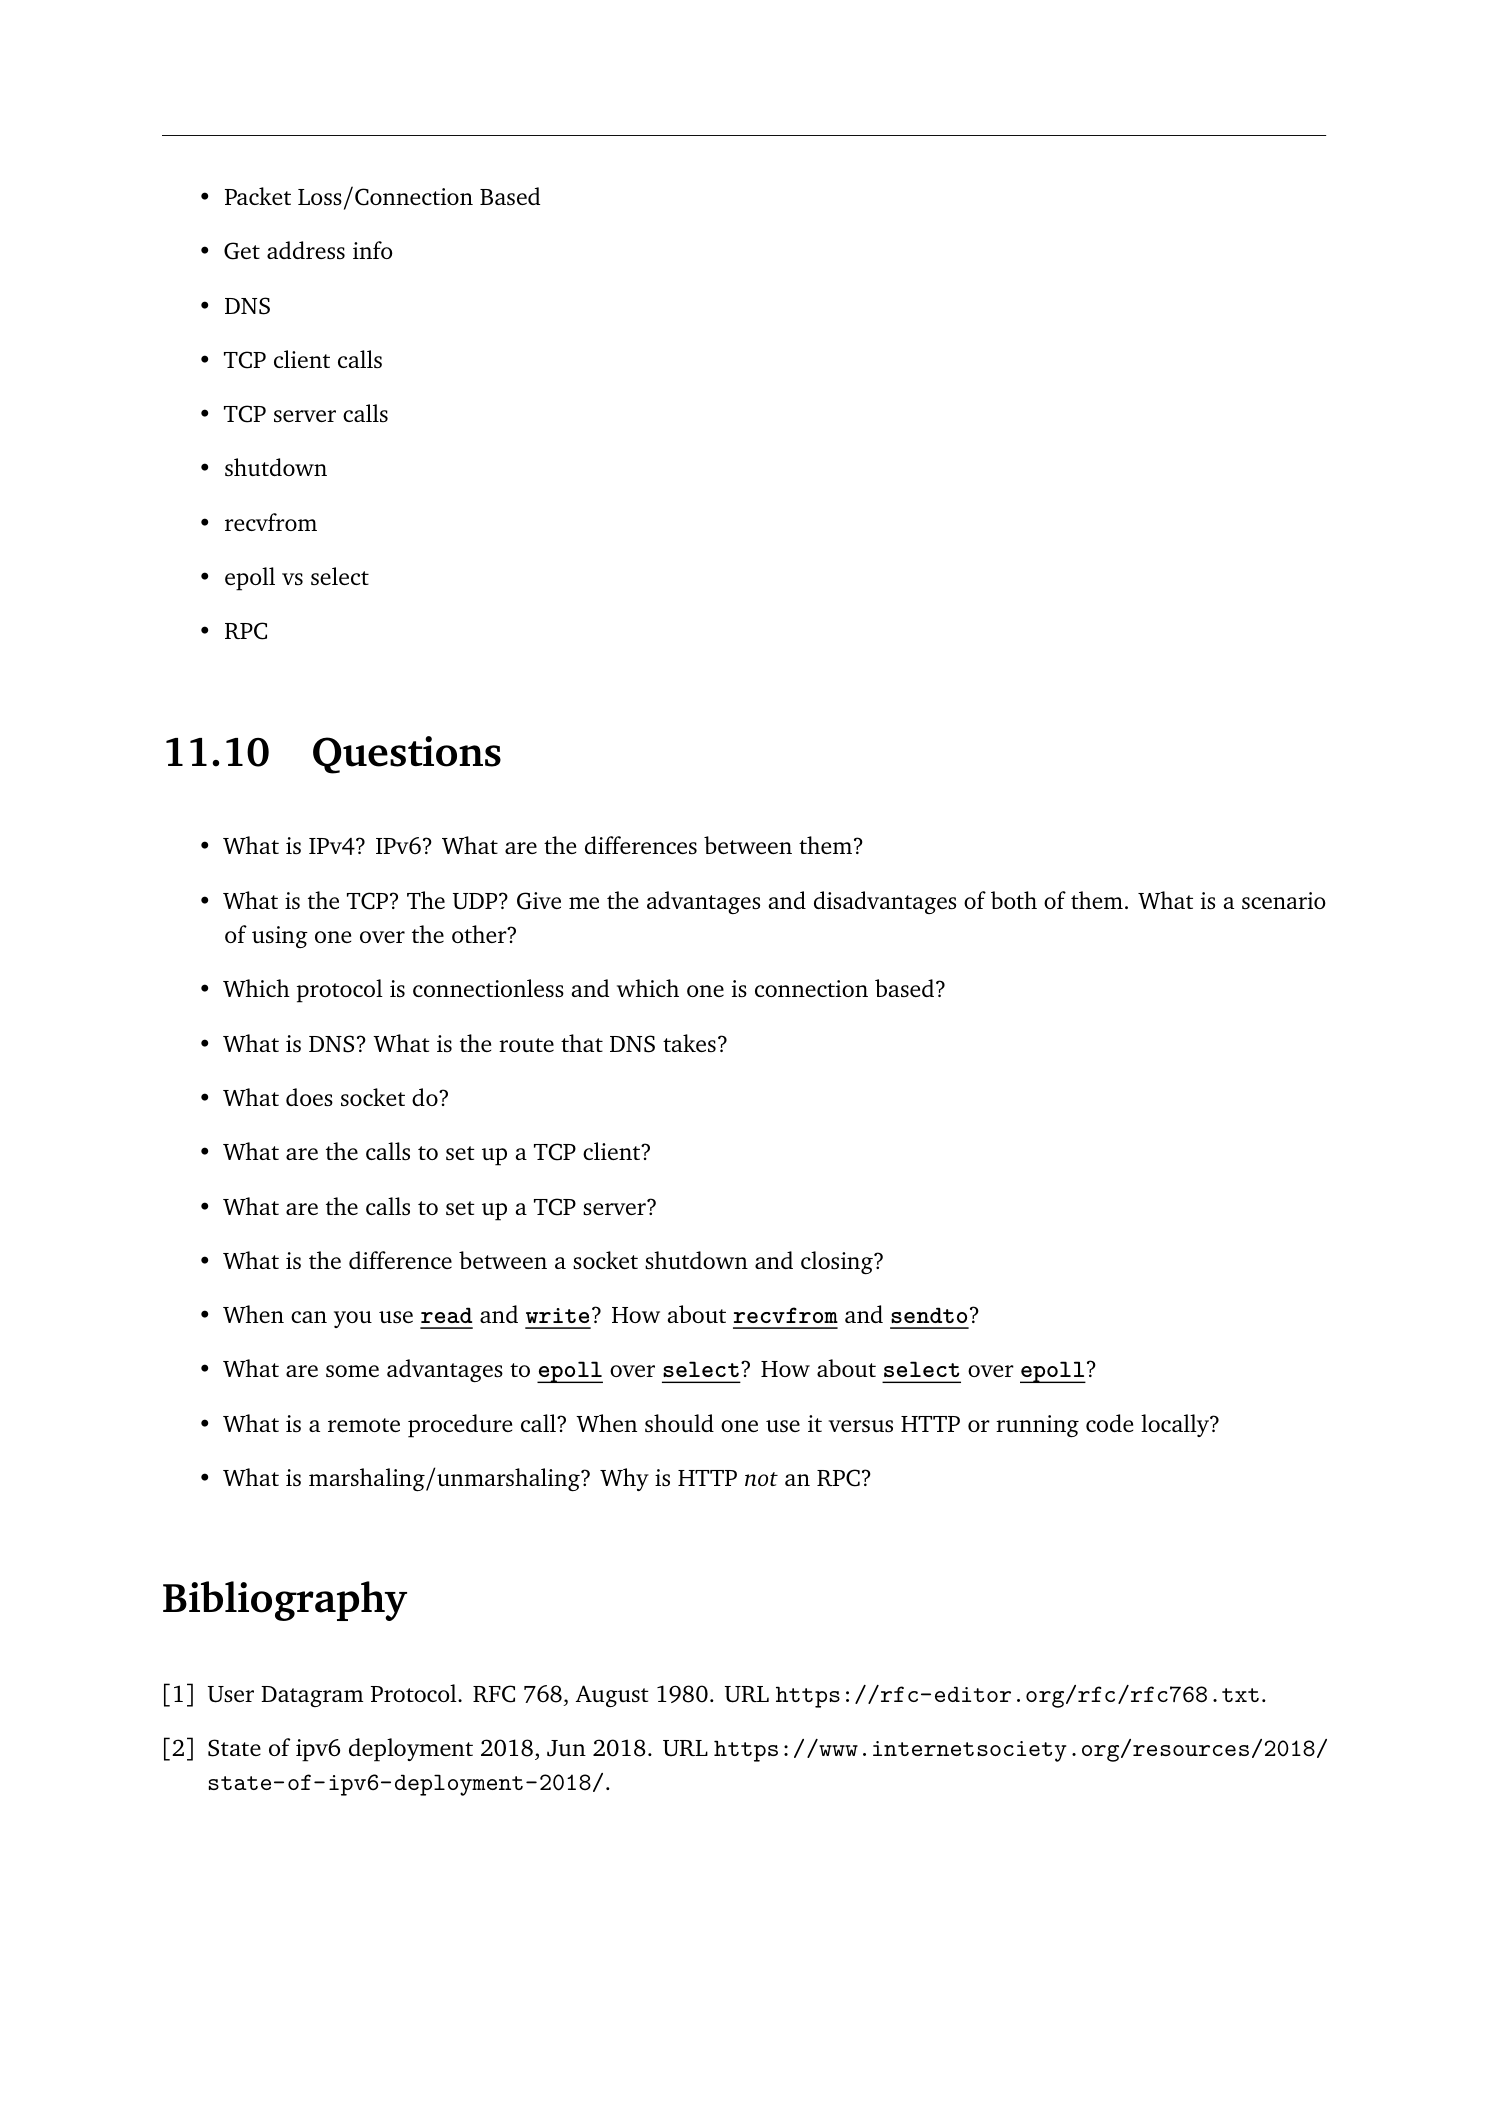 • Packet Loss/Connection Based
• Get address info
• DNS
• TCP client calls
• TCP server calls
• shutdown
• recvfrom
• epoll vs select
• RPC
11.10 Questions
• What is IPv4? IPv6? What are the differences between them?
• What is the TCP? The UDP? Give me the advantages and disadvantages of both of them. What is a scenario
of using one over the other?
• Which protocol is connectionless and which one is connection based?
• What is DNS? What is the route that DNS takes?
• What does socket do?
• What are the calls to set up a TCP client?
• What are the calls to set up a TCP server?
• What is the difference between a socket shutdown and closing?
• When can you use read and write? How about recvfrom and sendto?
• What are some advantages to epoll over select? How about select over epoll?
• What is a remote procedure call? When should one use it versus HTTP or running code locally?
• What is marshaling/unmarshaling? Why is HTTP not an RPC?
Bibliography
[1] User Datagram Protocol. RFC 768, August 1980. URL https://rfc-editor.org/rfc/rfc768.txt.
[2] State of ipv6 deployment 2018, Jun 2018. URL https://www.internetsociety.org/resources/2018/
state-of-ipv6-deployment-2018/.